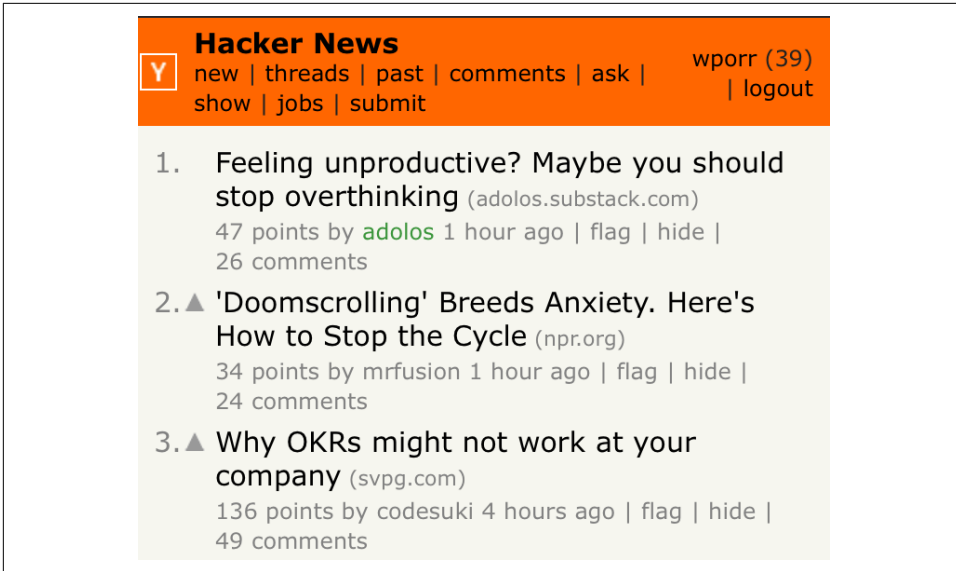 Y
Hacker News
new | threads | past | comments | ask |
show | jobs | submit
wporr (39)
| logout
1. Feeling unproductive? Maybe you should
stop overthinking (adolos.substack.com)
47 points by adolos 1 hour ago | flag | hide |
26 comments
2. 'Doomscrolling' Breeds Anxiety. Here's
How to Stop the Cycle (npr.org)
34 points by mrfusion 1 hour ago | flag | hide |
24 comments
3. Why OKRs might not work at your
company (svpg.com)
136 points by codesuki 4 hours ago | flag | hide |
49 comments